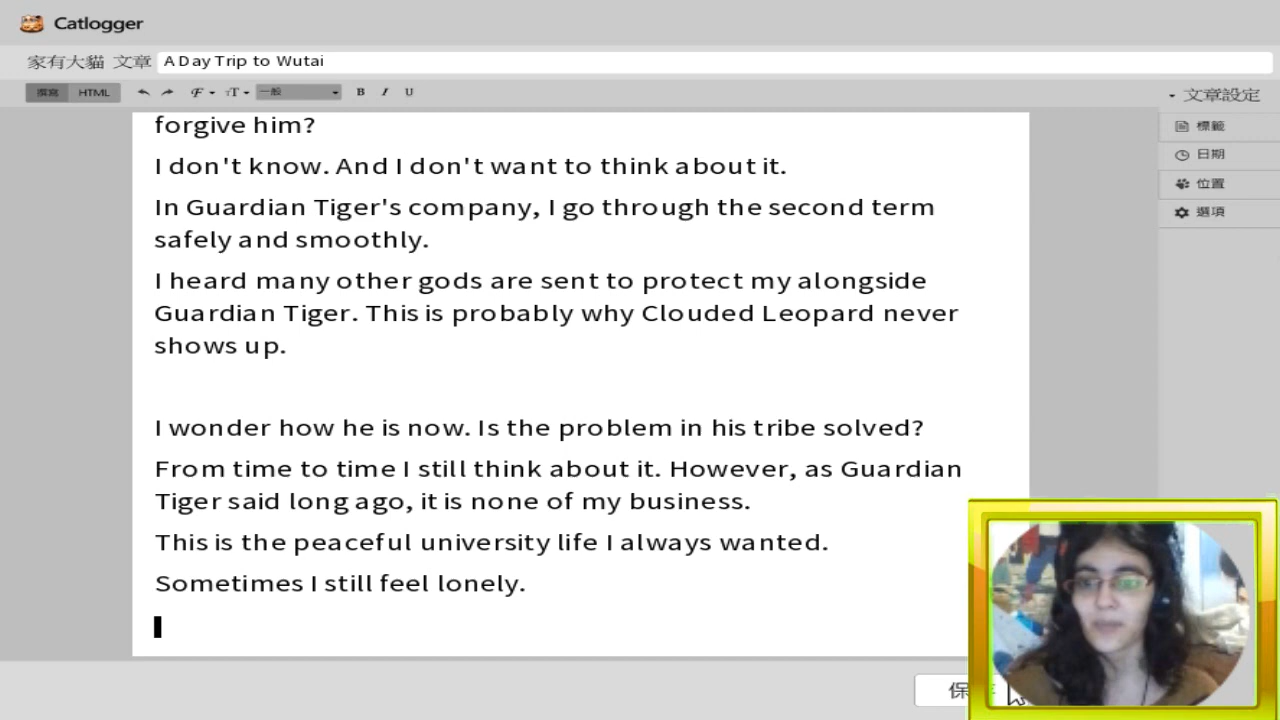 Catlogger
家有大貓 文章 A Day Trip to Wutai
撰寫 HTML F T 一般 B I U
文章設定
標籤
日期
位置
選項
forgive him?
I don't know. And I don't want to think about it.
In Guardian Tiger's company, I go through the second term
safely and smoothly.
I heard many other gods are sent to protect my alongside
Guardian Tiger. This is probably why Clouded Leopard never
shows up.
I wonder how he is now. Is the problem in his tribe solved?
From time to time I still think about it. However, as Guardian
Tiger said long ago, it is none of my business.
This is the peaceful university life I always wanted.
Sometimes I still feel lonely.
保